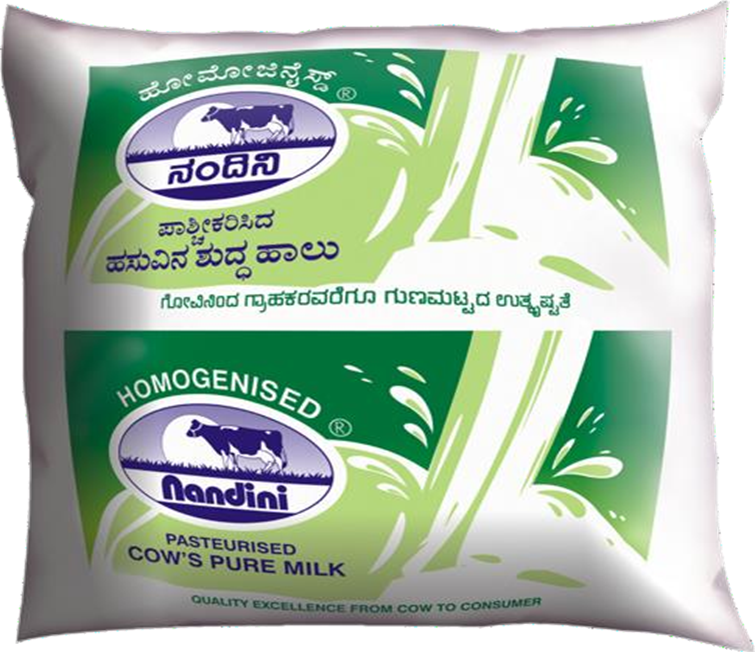 ಹೋಮೋಜಿನೈಸ್ಡ್
®
ನಂದಿನಿ
ಪಾಶ್ಚೀಕರಿಸಿದ
ಹಸುವಿನ ಶುದ್ಧ ಹಾಲು
ಗೋವಿನಿಂದ ಗ್ರಾಹಕರವರೆಗೂ ಗುಣಮಟ್ಟದ ಉತ್ಕೃಷ್ಟತೆ
HOMOGENISED
®
Nandini
PASTEURISED
COW'S PURE MILK
QUALITY EXCELLENCE FROM COW TO CONSUMER